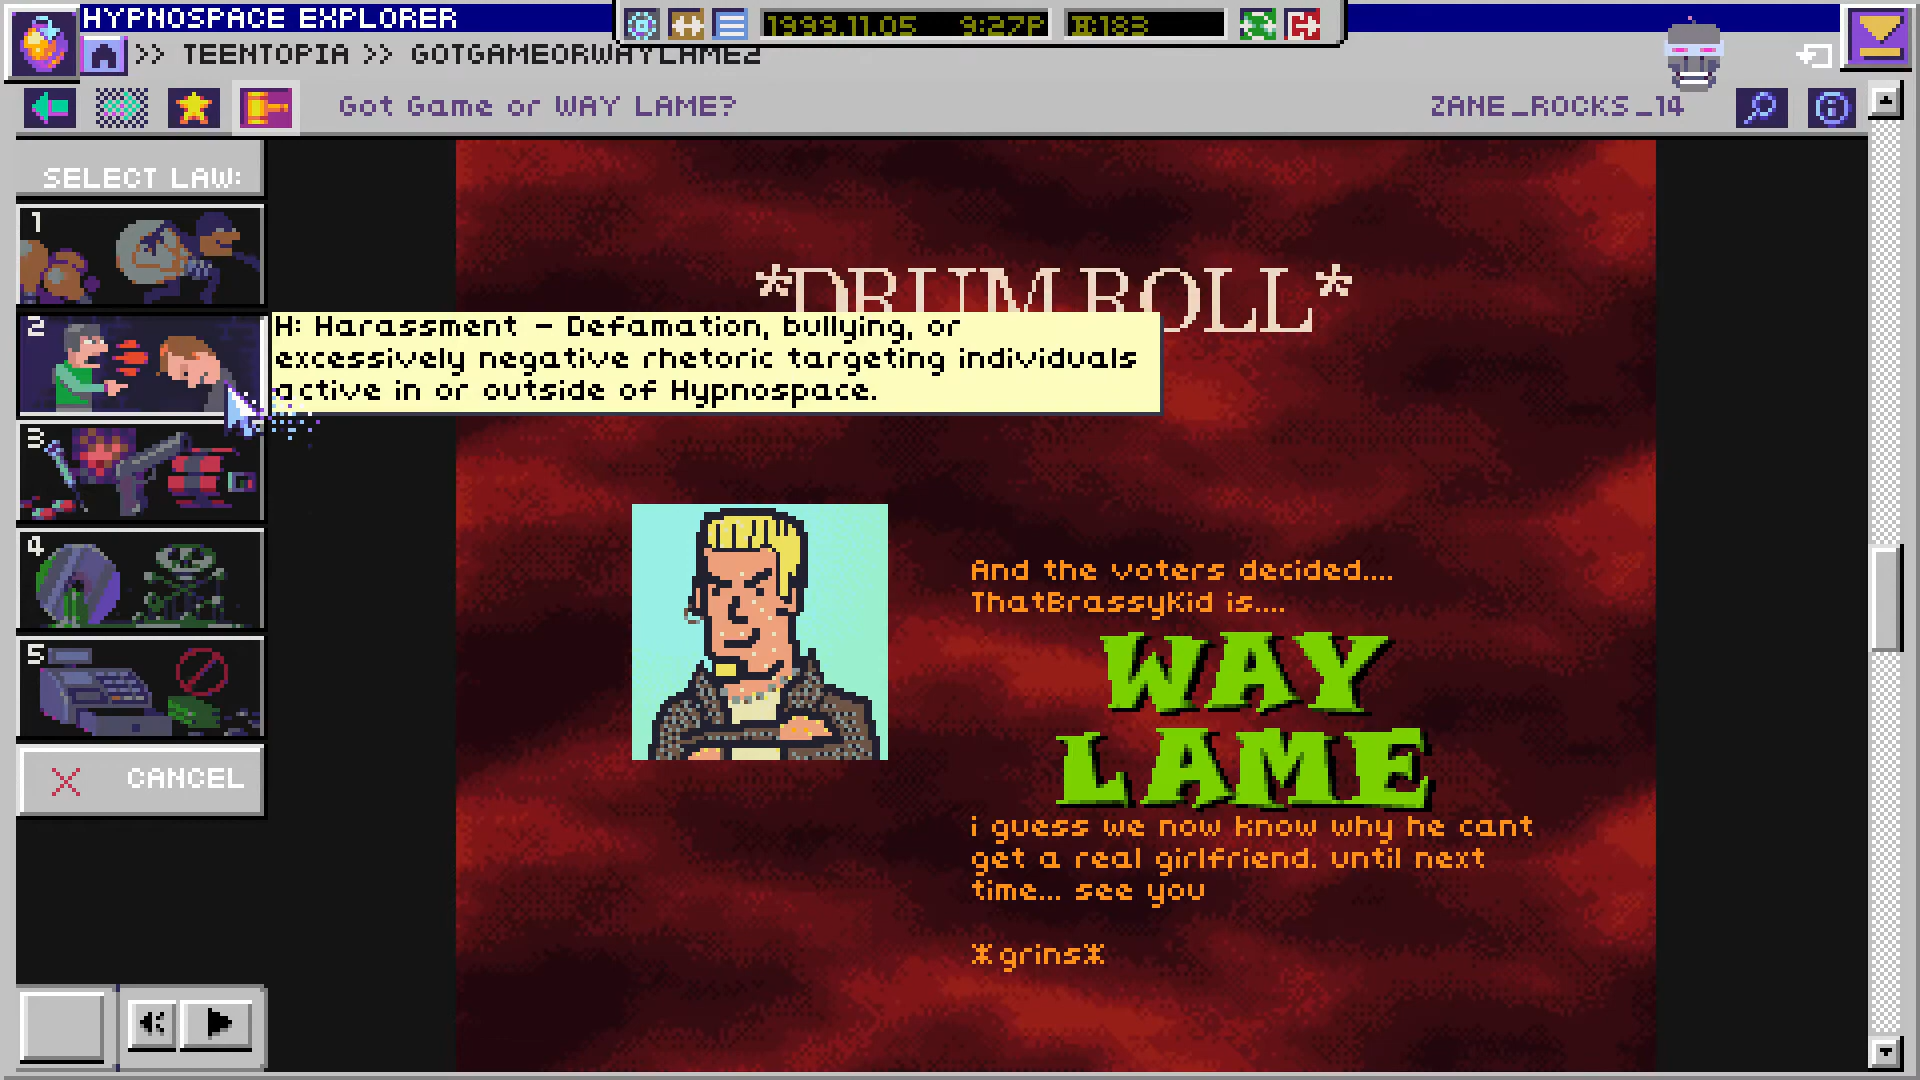 HYPNOSPACE EXPLORER
1999.11.05 9:27P
183
>> TEENTOPIA >> GOTGAMEORWAYLAME2
Got Game or WAY LAME?
ZANE_ROCKS_14
SELECT LAW:
1
2
3
4
5
CANCEL
*DRUM ROLL*
H: Harassment - Defamation, bullying, or
excessively negative rhetoric targeting individuals
active in or outside of Hypnospace.
And the voters decided....
ThatBrassyKid is....
WAY
LAME
i guess we now know why he cant
get a real girlfriend. until next
time... see you
*grins*